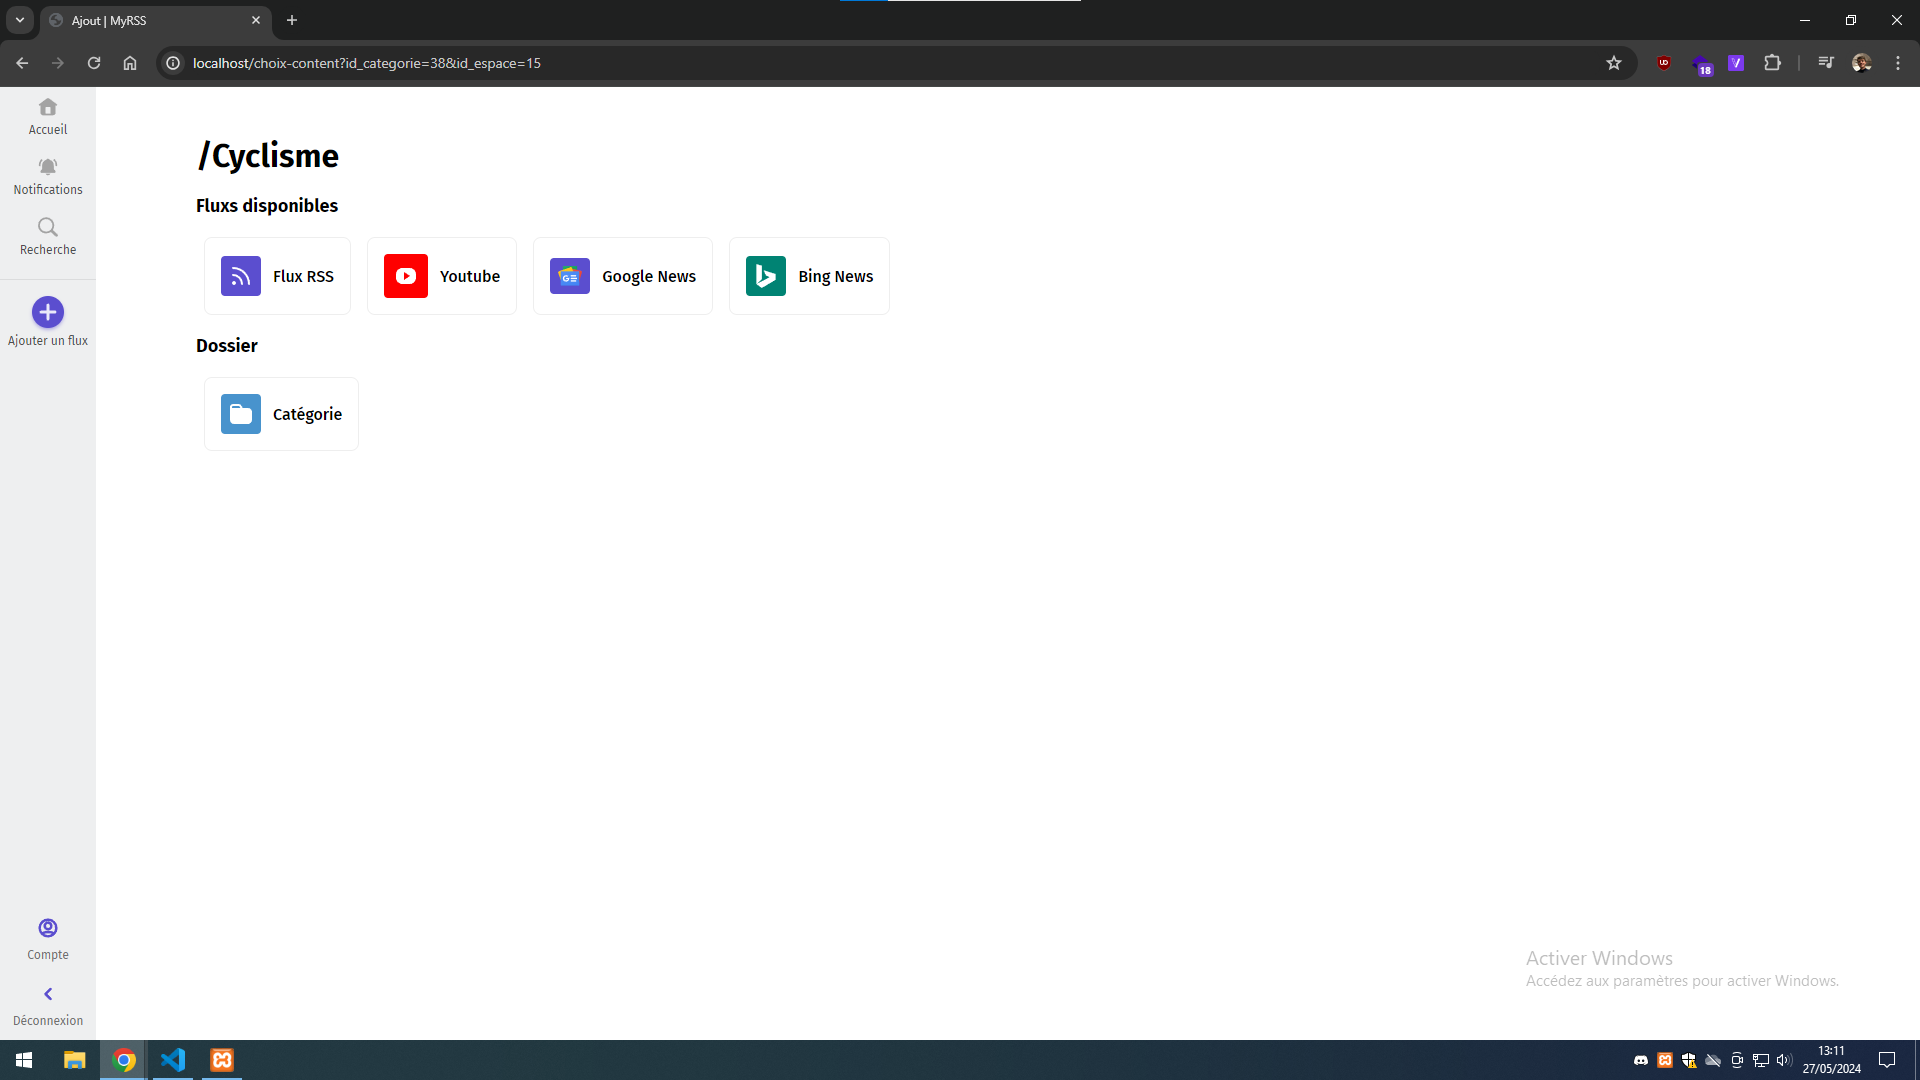 Ajout | MyRSS
localhost/choix-content?id_categorie=38&id_espace=15
18
Accueil
Notifications
Recherche
Ajouter un flux
/Cyclisme
Fluxs disponibles
Flux RSS
Youtube
Google News
Bing News
Dossier
Catégorie
Compte
Déconnexion
Activer Windows
Accédez aux paramètres pour activer Windows.
13:11
27/05/2024